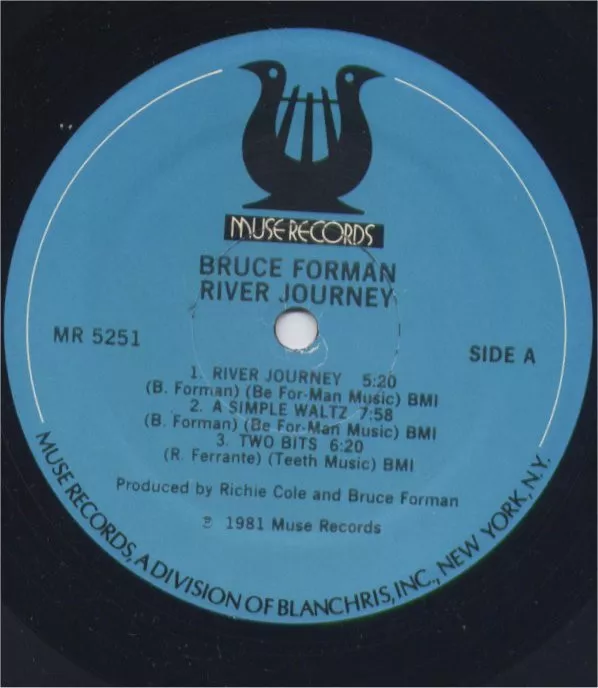 MUSE RECORDS
BRUCE FORMAN
RIVER JOURNEY
MR 5251
SIDE A
1. RIVER JOURNEY 5:20
(B. Forman) (Be For-Man Music) BMI
2. A SIMPLE WALTZ 7:58
(B. Forman) (Be For-Man Music) BMI
3. TWO BITS 6:20
(R. Ferrante) (Teeth Music) BMI
Produced by Richie Cole and Bruce Forman
℗ 1981 Muse Records
MUSE RECORDS, A DIVISION OF BLANCHRIS, INC., NEW YORK, N.Y.